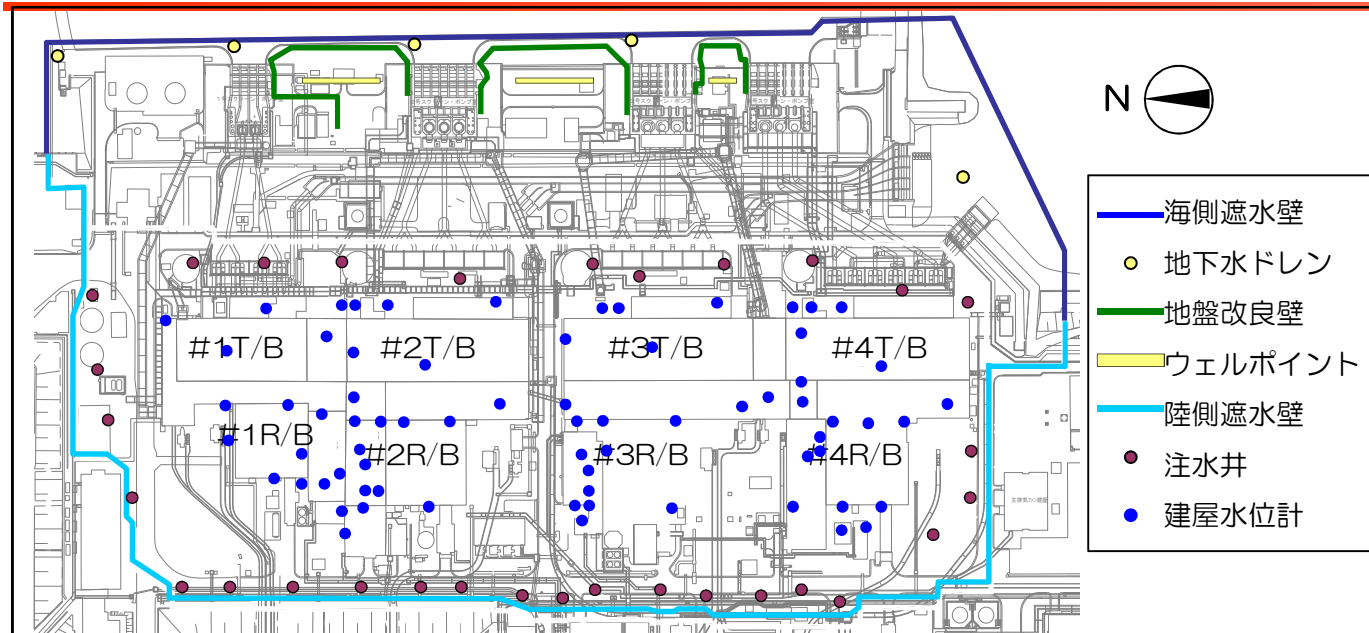 N
海側遮水壁
地下水ドレン
地盤改良壁
ウェルポイント
陸側遮水壁
注水井
建屋水位計
#1T/B
#2T/B
#3T/B
#4T/B
#1R/B
#2R/B
#3R/B
#4R/B